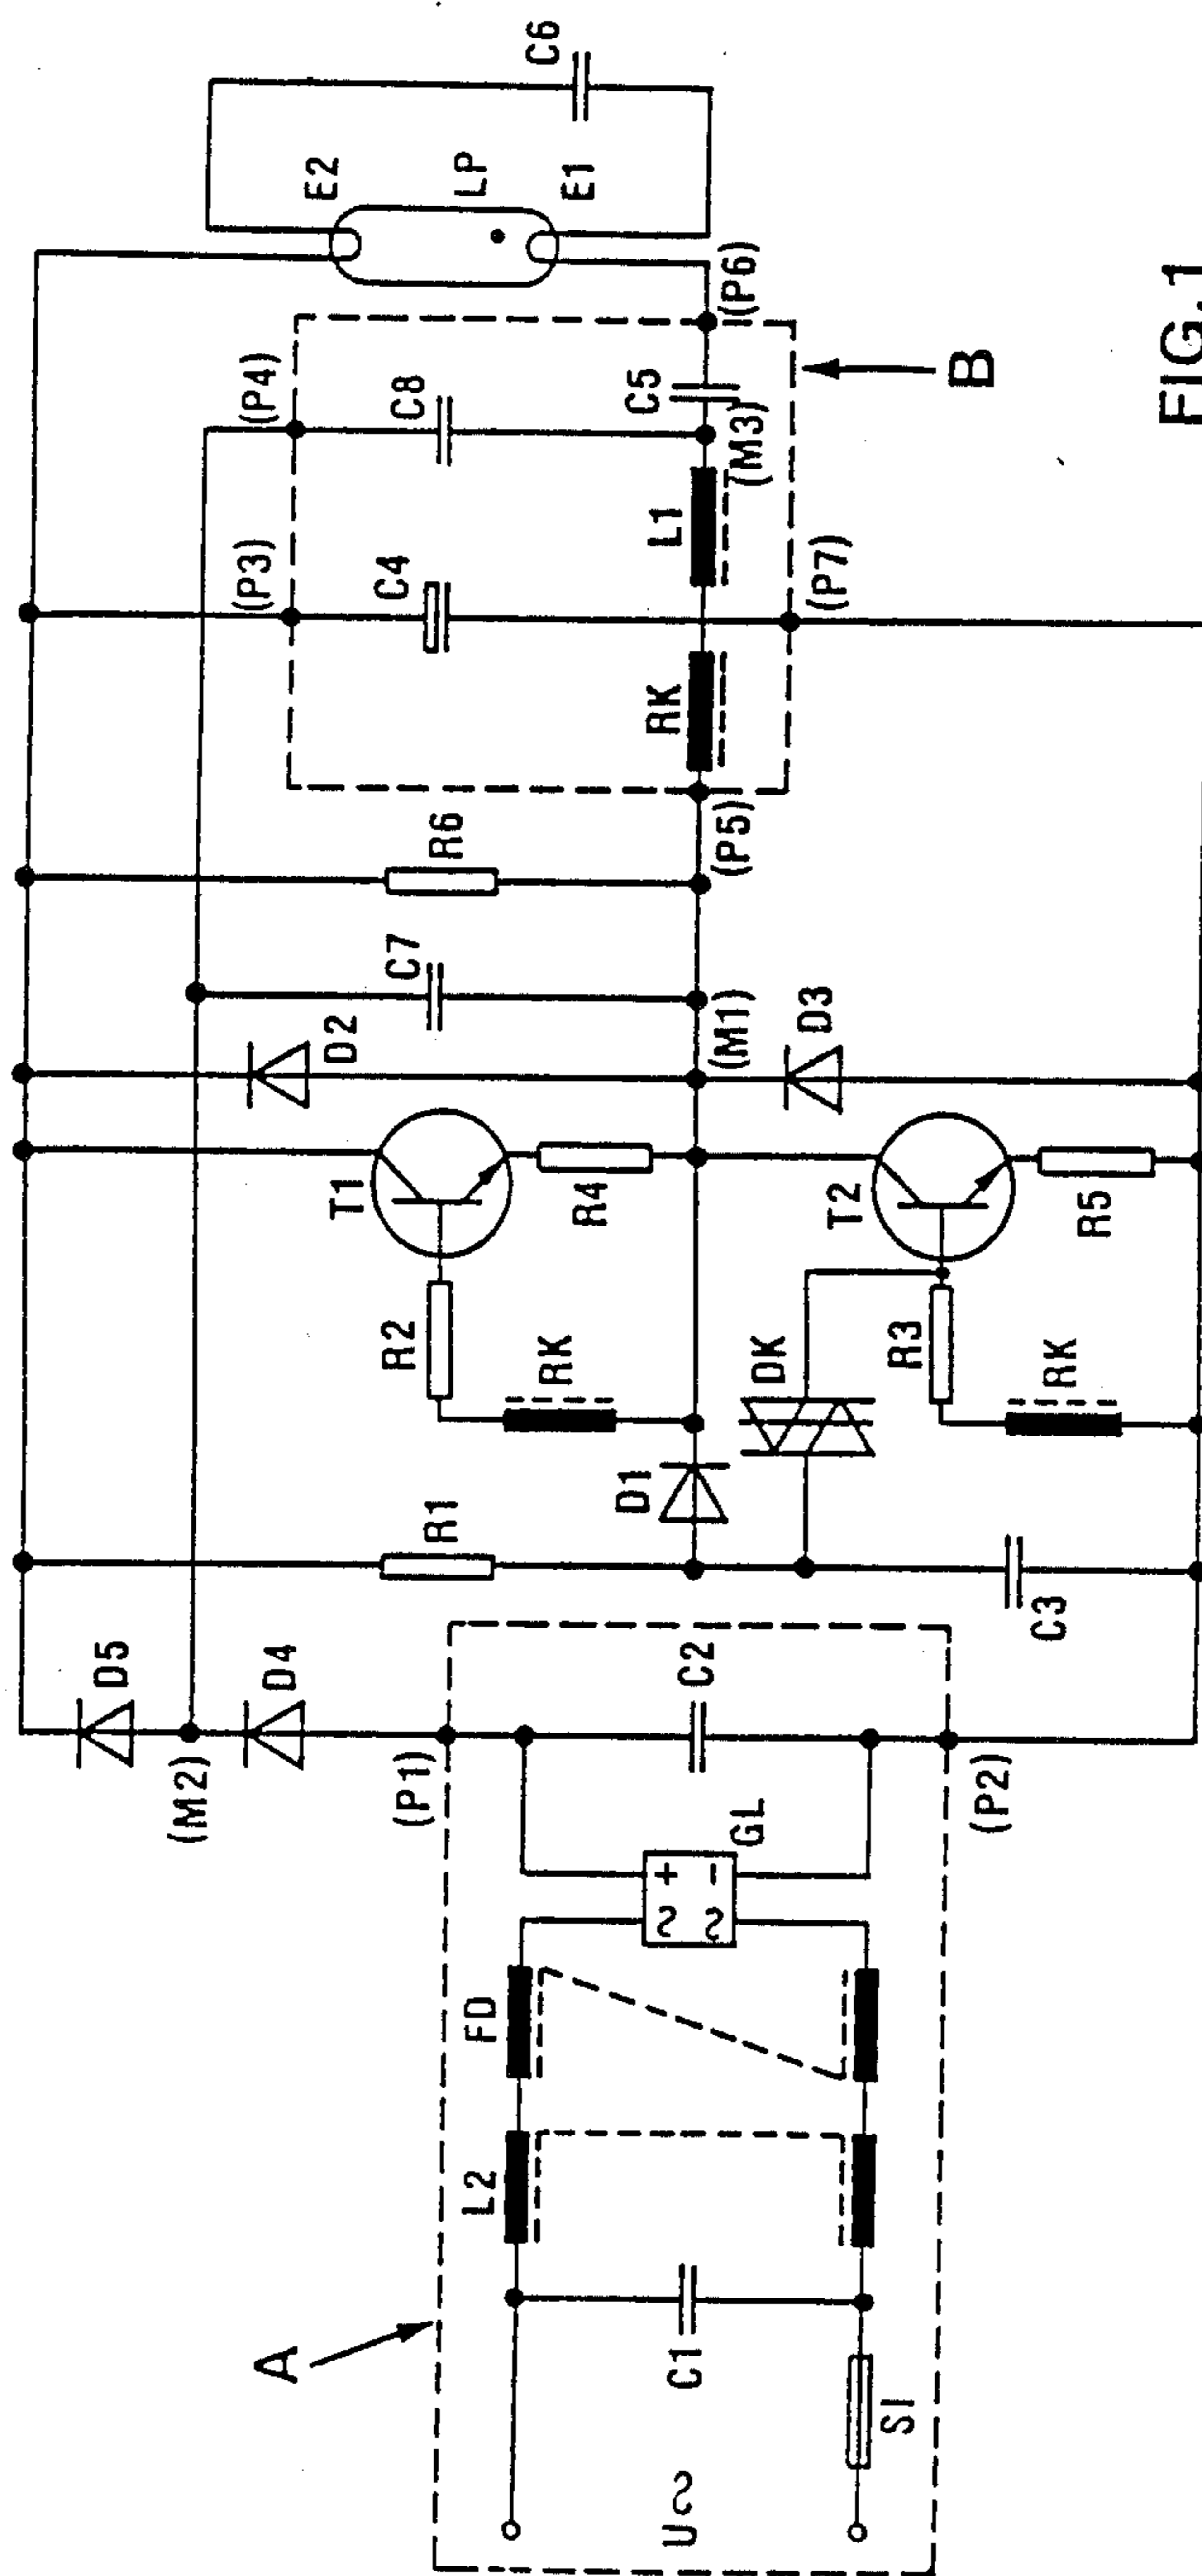 A
U~
SI
C1
L2
FD
GL
~
+
~
-
C2
(P1)
(P2)
(M2)
D5
D4
R1
C3
D1
DK
R2
RK
R3
RK
T1
R4
T2
R5
D2
(M1)
D3
C7
R6
(P5)
RK
(P3)
C4
L1
(P7)
(P4)
C8
(M3)
C5
(P6)
B
E2
LP
E1
C6
FIG.1